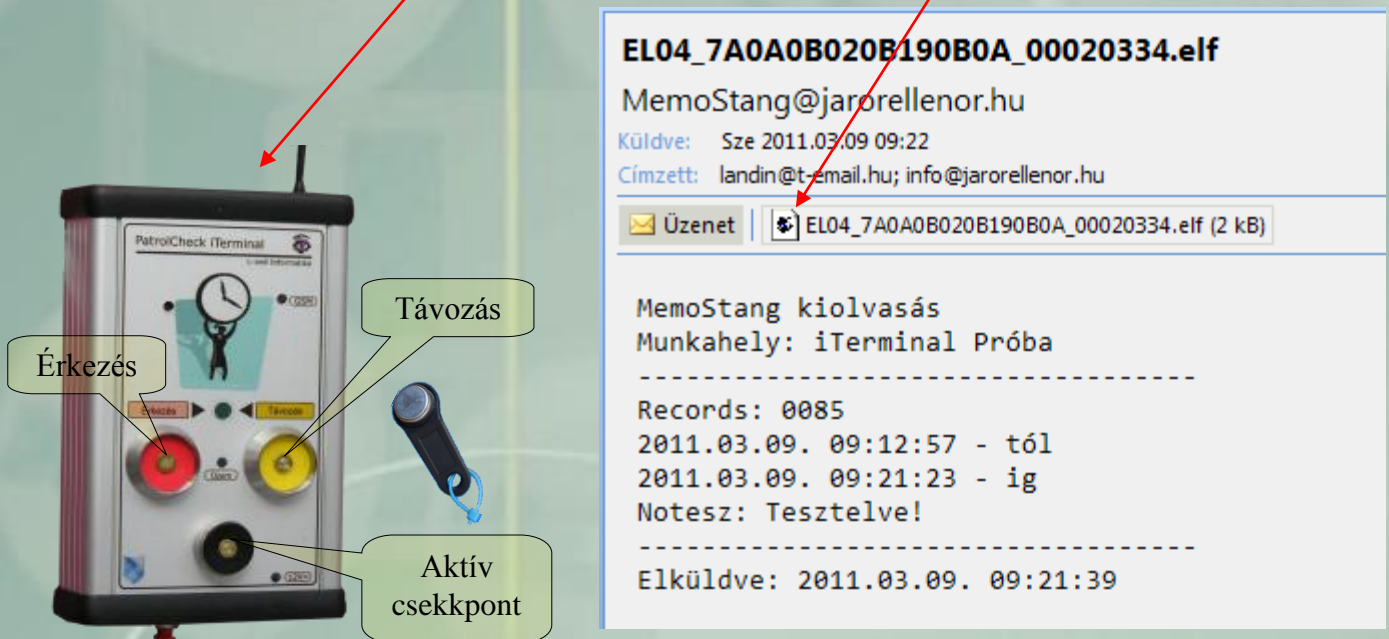 EL04_7A0A0B020B190B0A_00020334.elf
MemoStang@jarorellenor.hu
Küldve: Sze 2011.03.09 09:22
Címzett: landin@t-email.hu; info@jarorellenor.hu
Üzenet EL04_7A0A0B020B190B0A_00020334.elf (2 kB)
MemoStang kiolvasás
Munkahely: iTerminal Próba
-----------------------------------
Records: 0085
2011.03.09. 09:12:57 - tól
2011.03.09. 09:21:23 - ig
Notesz: Tesztelve!
-----------------------------------
Elküldve: 2011.03.09. 09:21:39
PatrolCheck iTerminal
GSM
Távozás
Érkezés
Érkezés Távozás
Aktív
csekkpont